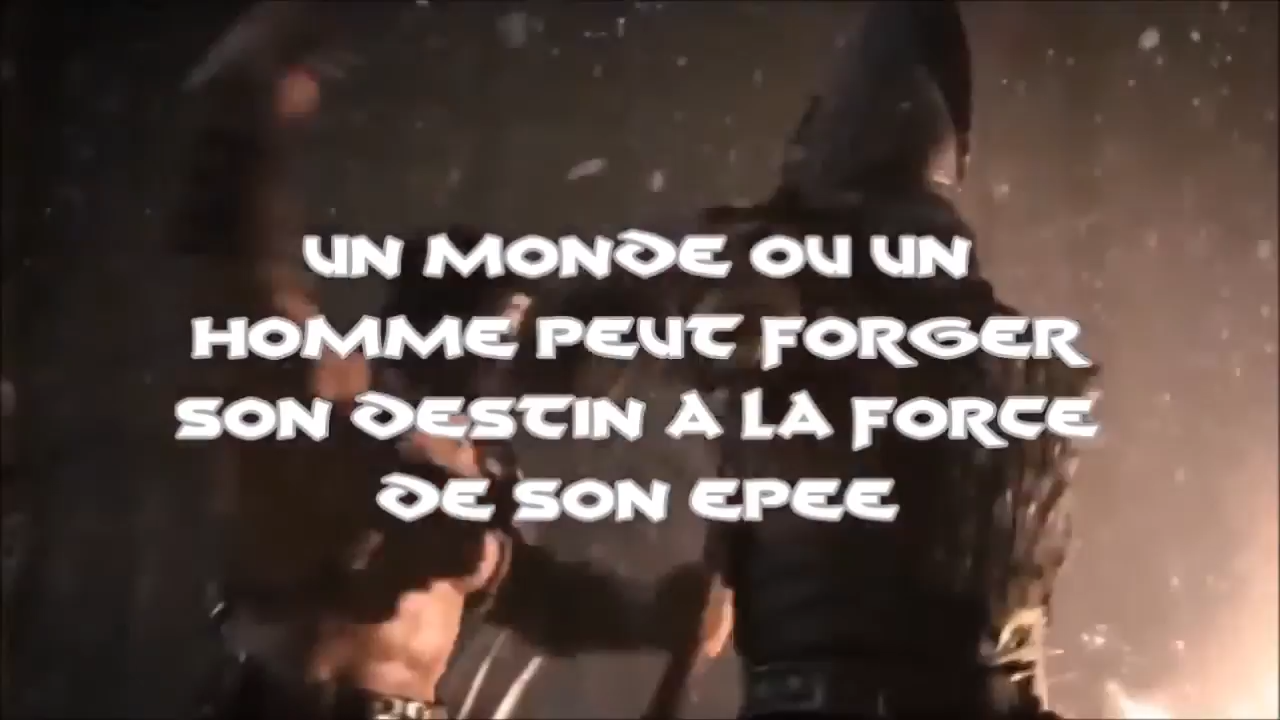 UN MONDE OU UN
HOMME PEUT FORGER
SON DESTIN A LA FORCE
DE SON EPEE